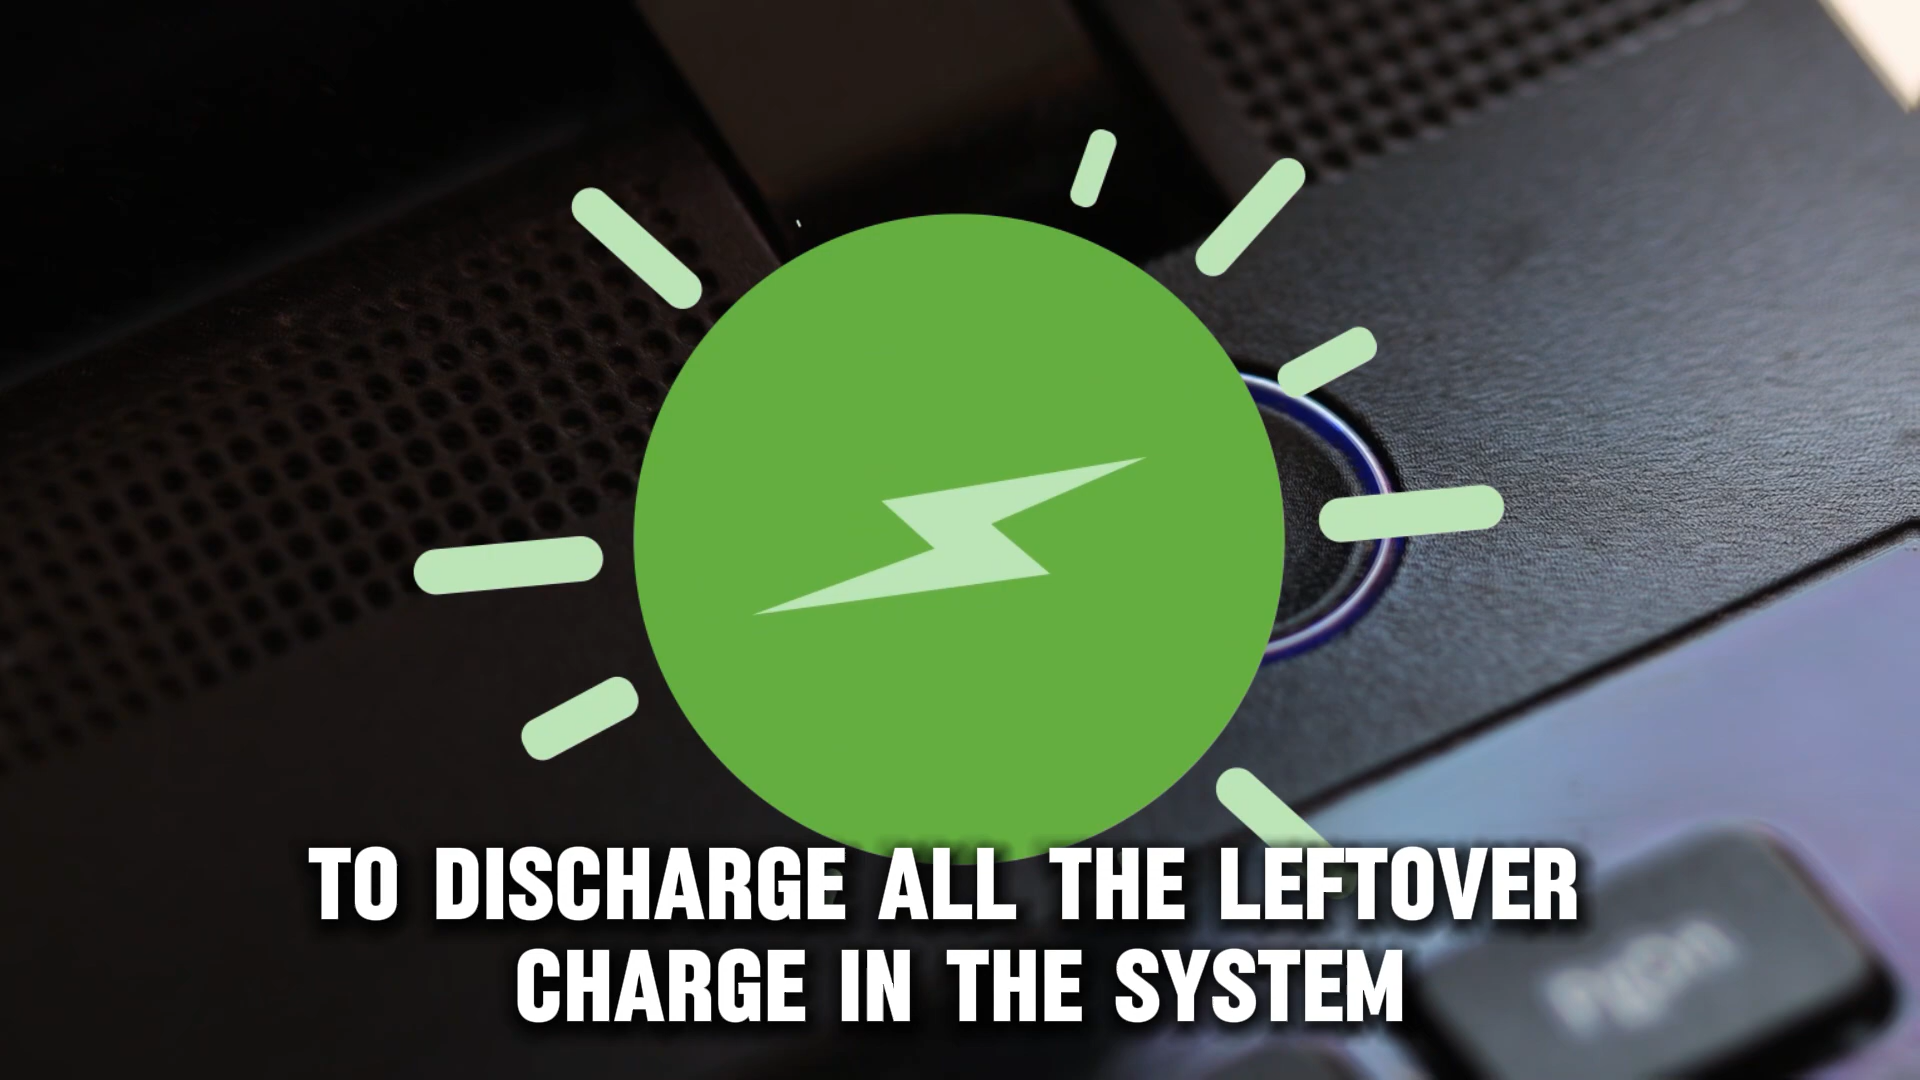 TO DISCHARGE ALL THE LEFTOVER
CHARGE IN THE SYSTEM